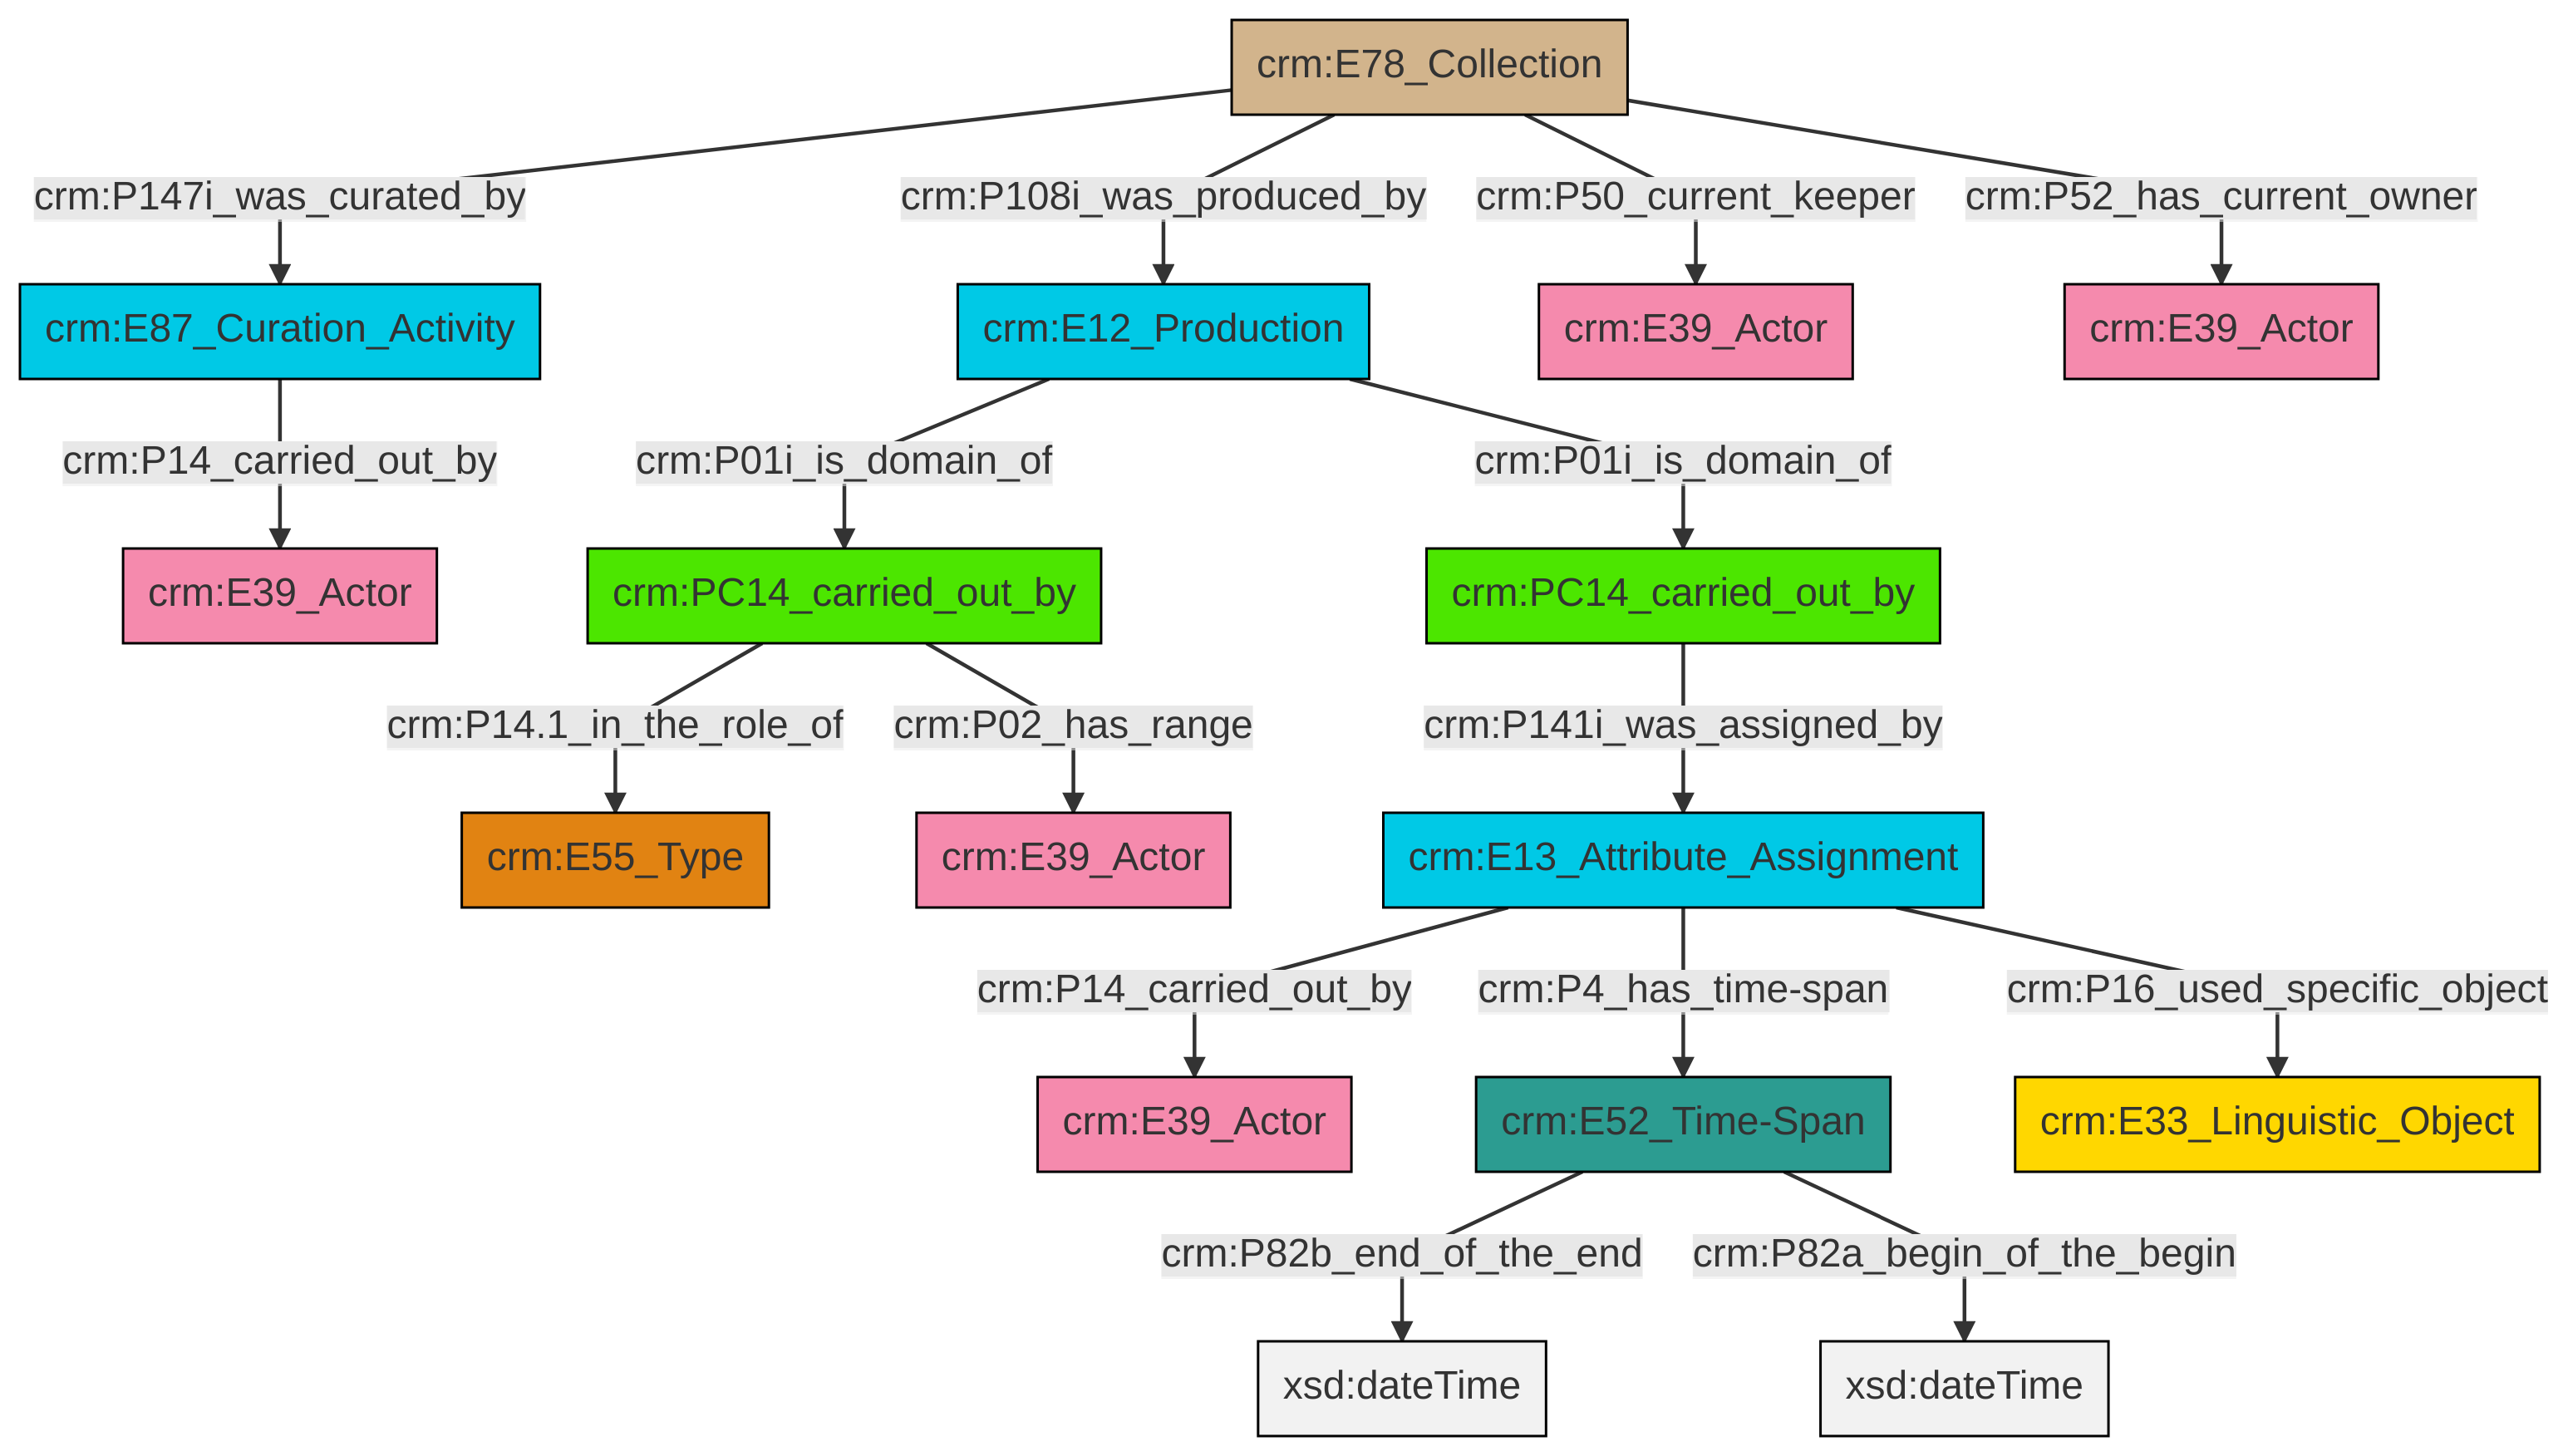 crm:E78_Collection
crm:P147i_was_curated_by
crm:P108i_was_produced_by
crm:P50_current_keeper
crm:P52_has_current_owner
crm:E87_Curation_Activity
crm:E12_Production
crm:E39_Actor
crm:E39_Actor
crm:P14_carried_out_by
crm:P01i_is_domain_of
crm:P01i_is_domain_of
crm:E39_Actor
crm:PC14_carried_out_by
crm:PC14_carried_out_by
crm:P14.1_in_the_role_of
crm:P02_has_range
crm:P141i_was_assigned_by
crm:E55_Type
crm:E39_Actor
crm:E13_Attribute_Assignment
crm:P14_carried_out_by
crm:P4_has_time-span
crm:P16_used_specific_object
crm:E39_Actor
crm:E52_Time-Span
crm:E33_Linguistic_Object
crm:P82b_end_of_the_end
crm:P82a_begin_of_the_begin
xsd:dateTime
xsd:dateTime